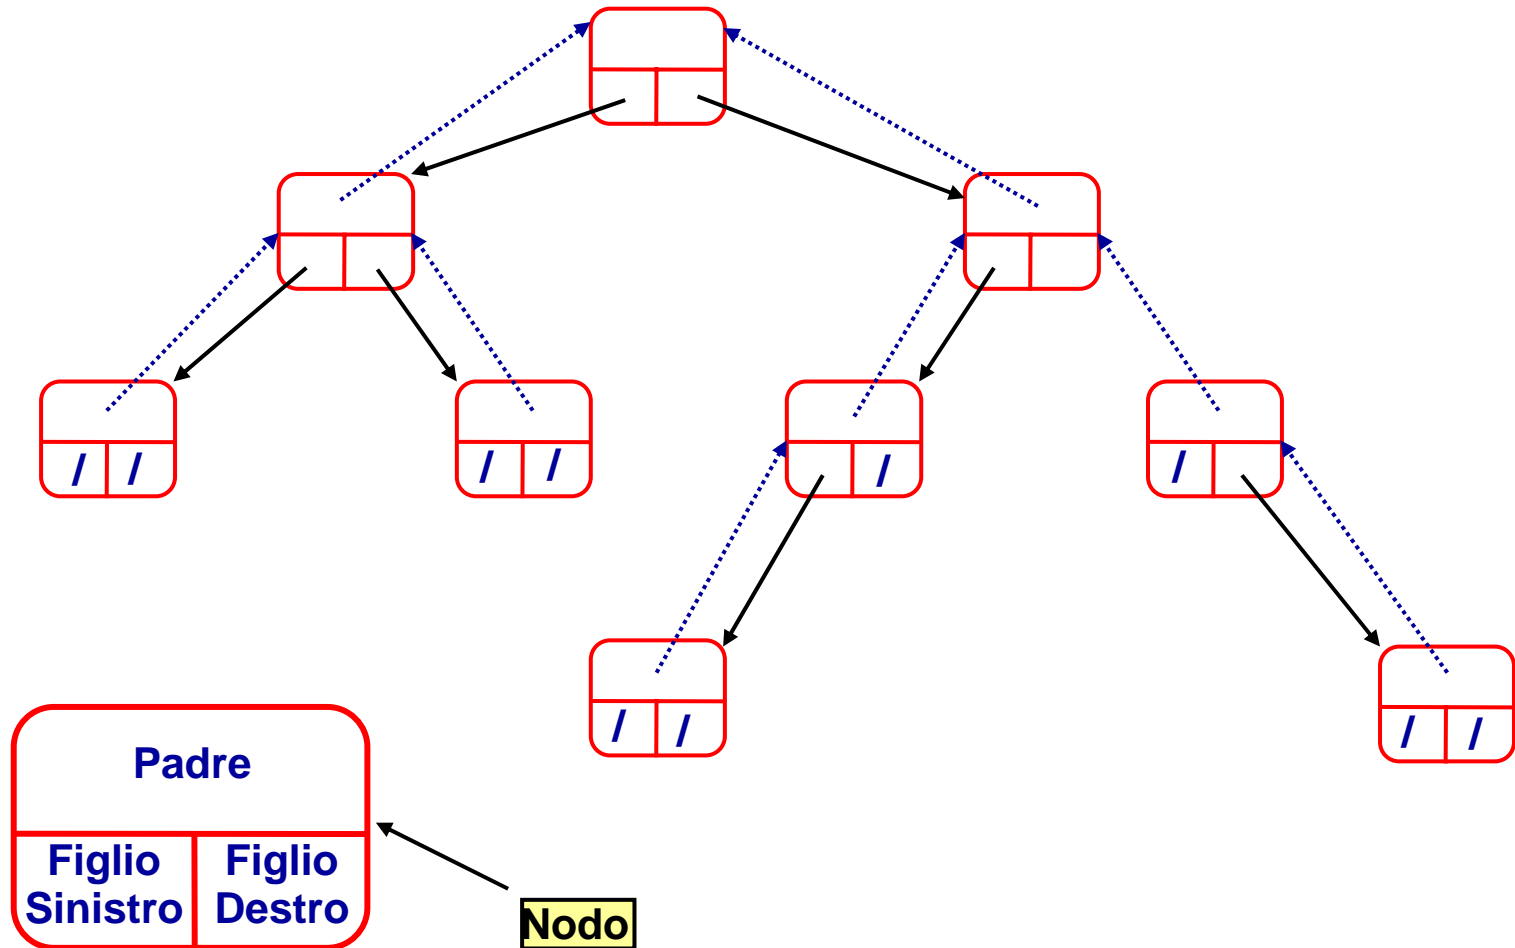 / /
/ /
/
/
/ /
/ /
Padre
Figlio Sinistro
Figlio Destro
Nodo